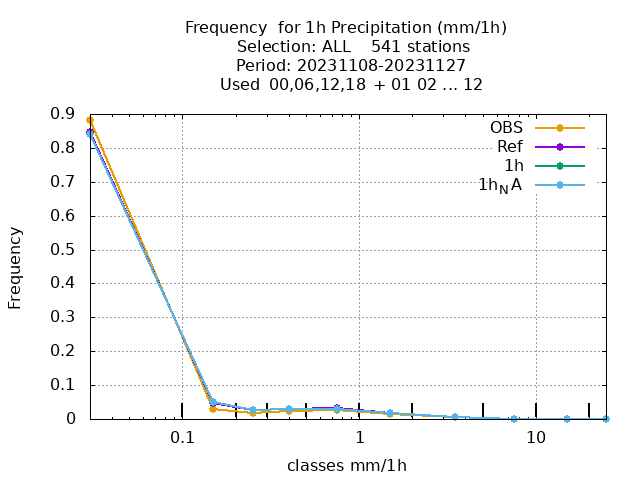 Frequency  for 1h Precipitation (mm/1h)
Selection: ALL    541 stations
Period: 20231108-20231127
Used  00,06,12,18  + 01 02 ... 12
0.9
0.8
0.7
0.6
0.5
0.4
0.3
0.2
0.1
0
Frequency
OBS
Ref
1h
1h_NA
0.1 1 10
classes mm/1h